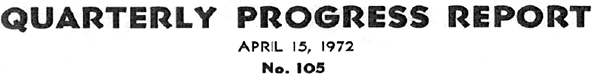 QUARTERLY PROGRESS REPORT
APRIL 15, 1972
No. 105